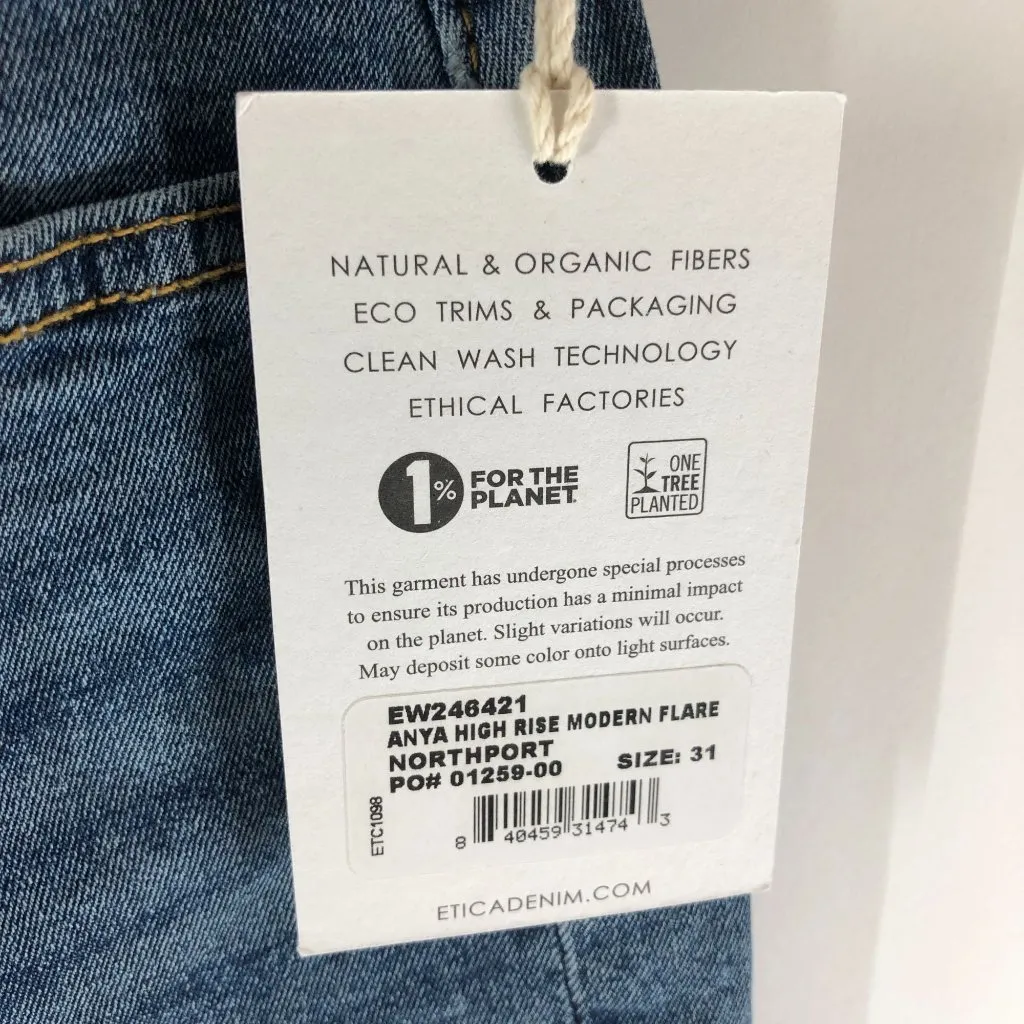 NATURAL & ORGANIC FIBERS
ECO TRIMS & PACKAGING
CLEAN WASH TECHNOLOGY
ETHICAL FACTORIES
1% FOR THE
PLANET.
ONE
TREE
PLANTED
This garment has undergone special processes
to ensure its production has a minimal impact
on the planet. Slight variations will occur.
May deposit some color onto light surfaces.
EW246421
ANYA HIGH RISE MODERN FLARE
NORTHPORT
PO# 01259-00 SIZE: 31
ETC1098
8 40459 31474 3
ETICADENIM.COM